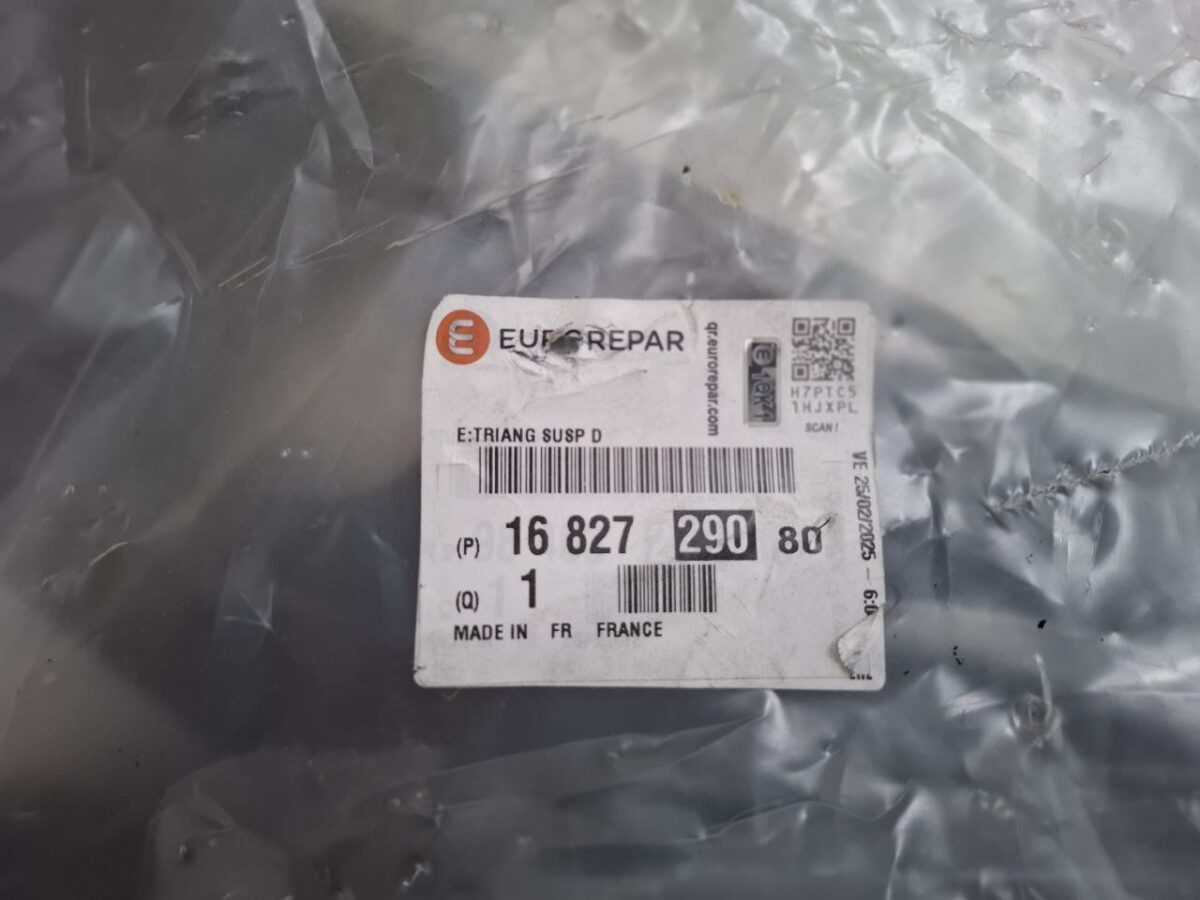 EUROREPAR
qr.eurorepar.com
E 1QK1
H7PTC5
1HJXPL
SCAN!
E:TRIANG SUSP D
(P) 16 827 290 80
(Q) 1
MADE IN FR FRANCE
VE 25/02/2025 -